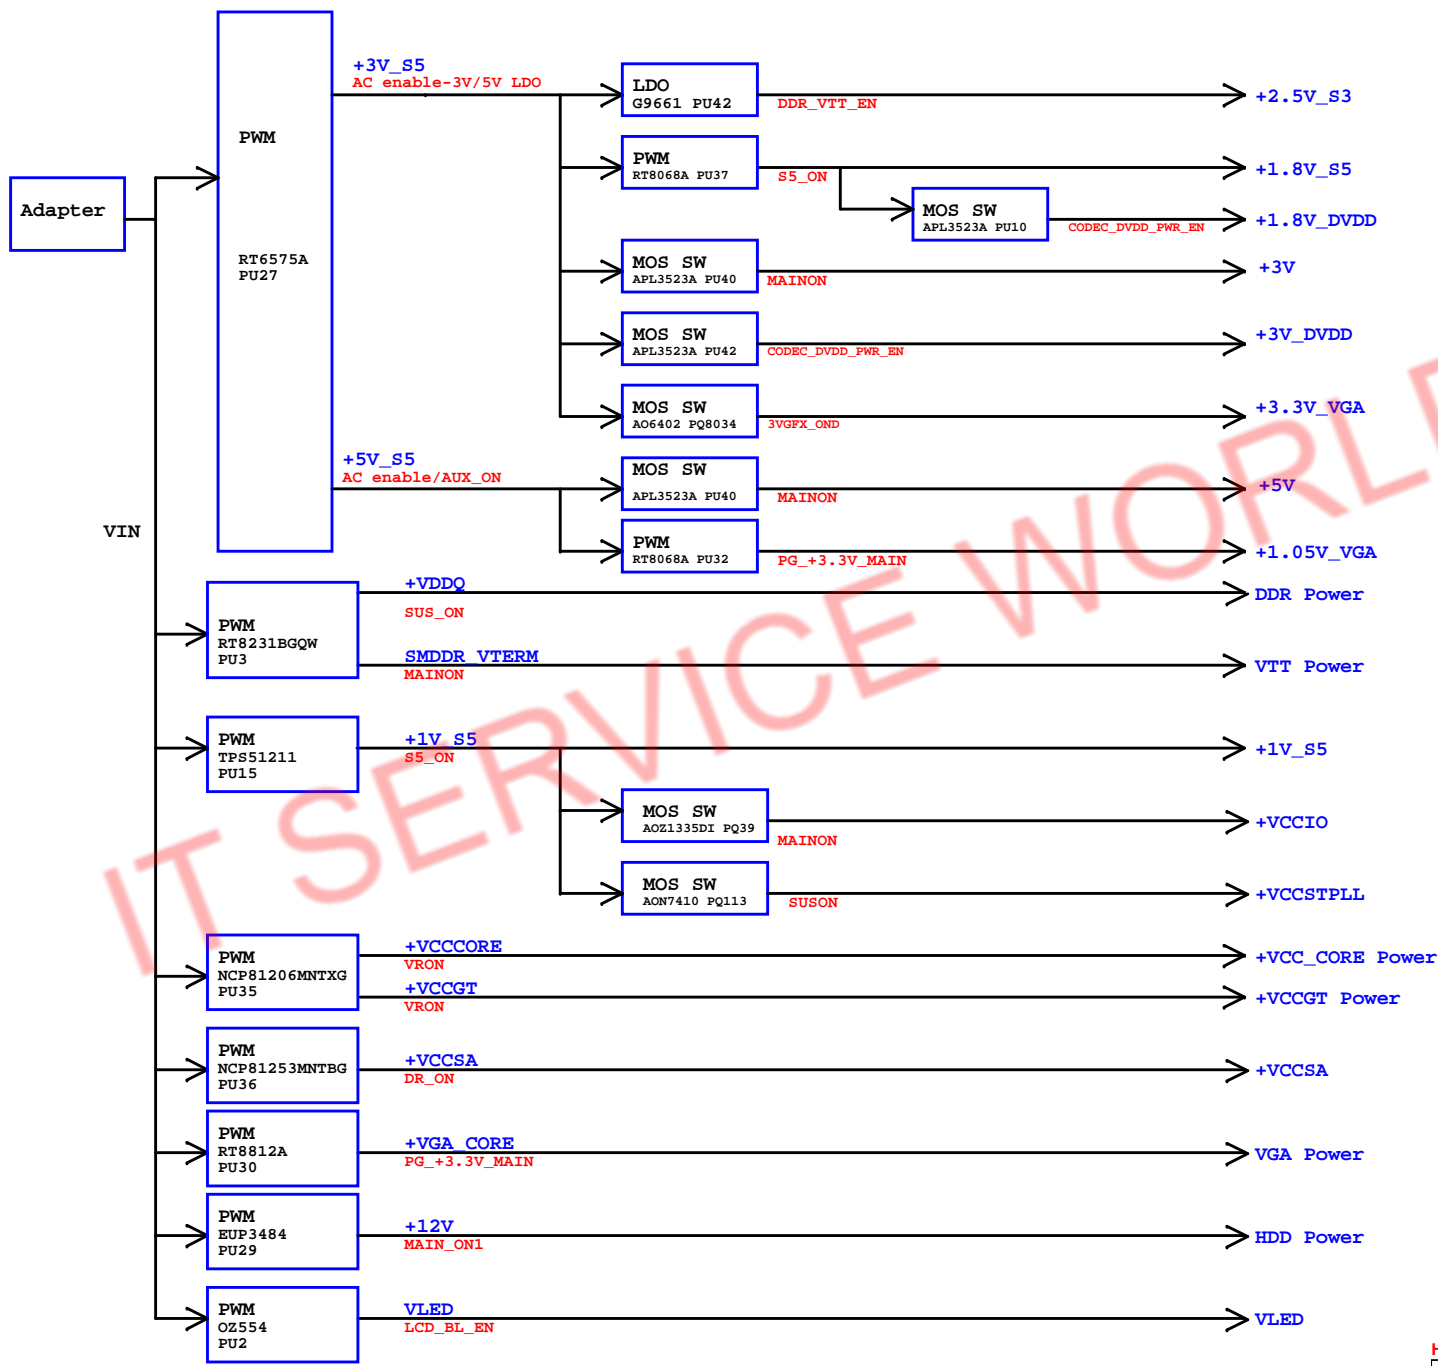 Adapter
VIN
PWM
RT6575A
PU27
+3V_S5
AC enable-3V/5V LDO
LDO
G9661 PU42
DDR_VTT_EN
+2.5V_S3
PWM
RT8068A PU37
S5_ON
+1.8V_S5
MOS SW
APL3523A PU10
CODEC_DVDD_PWR_EN
+1.8V_DVDD
MOS SW
APL3523A PU40
MAINON
+3V
MOS SW
APL3523A PU42
CODEC_DVDD_PWR_EN
+3V_DVDD
MOS SW
AO6402 PQ8034
3VGFX_OND
+3.3V_VGA
+5V_S5
AC enable/AUX_ON
MOS SW
APL3523A PU40
MAINON
+5V
PWM
RT8068A PU32
PG_+3.3V_MAIN
+1.05V_VGA
PWM
RT8231BGQW
PU3
+VDDQ
SUS_ON
DDR Power
SMDDR_VTERM
MAINON
VTT Power
PWM
TPS51211
PU15
+1V_S5
S5_ON
+1V_S5
MOS SW
AOZ1335DI PQ39
MAINON
+VCCIO
MOS SW
AON7410 PQ113
SUSON
+VCCSTPLL
PWM
NCP81206MNTXG
PU35
+VCCCORE
VRON
+VCC_CORE Power
+VCCGT
VRON
+VCCGT Power
PWM
NCP81253MNTBG
PU36
+VCCSA
DR_ON
+VCCSA
PWM
RT8812A
PU30
+VGA_CORE
PG_+3.3V_MAIN
VGA Power
PWM
EUP3484
PU29
+12V
MAIN_ON1
HDD Power
PWM
OZ554
PU2
VLED
LCD_BL_EN
VLED
IT SERVICE WORL